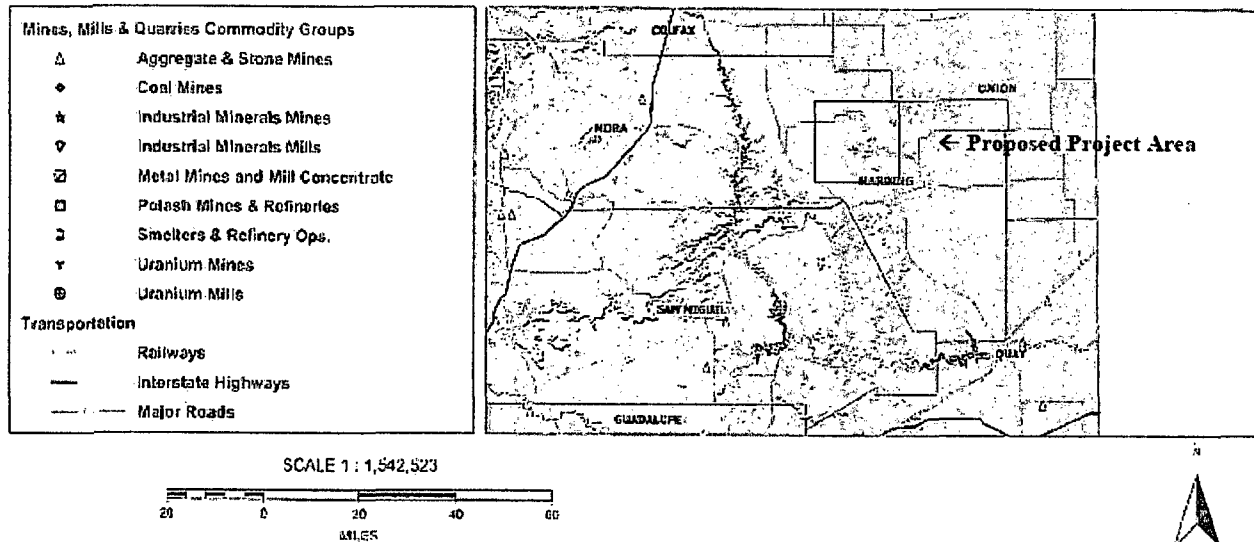 Mines, Mills & Quarries Commodity Groups
Aggregate & Stone Mines
Coal Mines
Industrial Minerals Mines
Industrial Minerals Mills
Metal Mines and Mill Concentrate
Potash Mines & Refineries
Smelters & Refinery Ops.
Uranium Mines
Uranium Mills
Transportation
Railways
Interstate Highways
Major Roads
COLFAX
UNION
MORA
← Proposed Project Area
HARDING
SAN MIGUEL
QUAY
GUADALUPE
SCALE 1 : 1,542,523
20 0 20 40 60
MILES
N